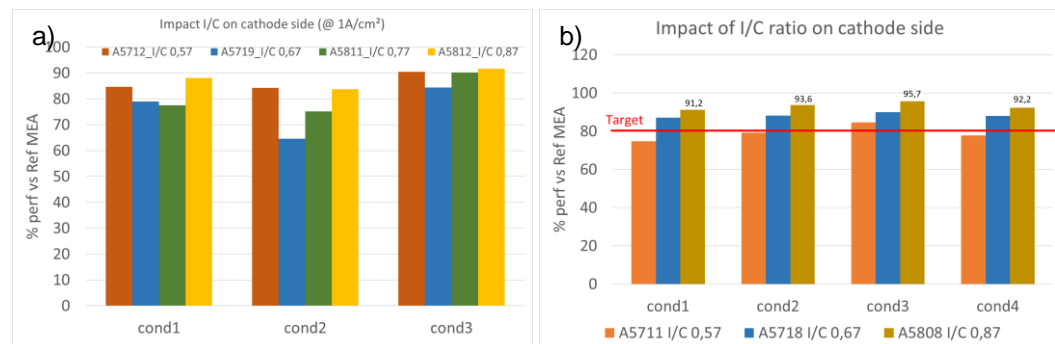 a)
Impact I/C on cathode side (@ 1A/cm²)
A5712_I/C 0,57 A5719_I/C 0,67 A5811_I/C 0,77 A5812_I/C 0,87
% perf vs Ref MEA
100
90
80
70
60
50
40
30
20
10
0
cond1 cond2 cond3
b)
Impact of I/C ratio on cathode side
% perf vs Ref MEA
120
100
80
60
40
20
0
Target
91,2 93,6 95,7 92,2
cond1 cond2 cond3 cond4
A5711 I/C 0,57 A5718 I/C 0,67 A5808 I/C 0,87